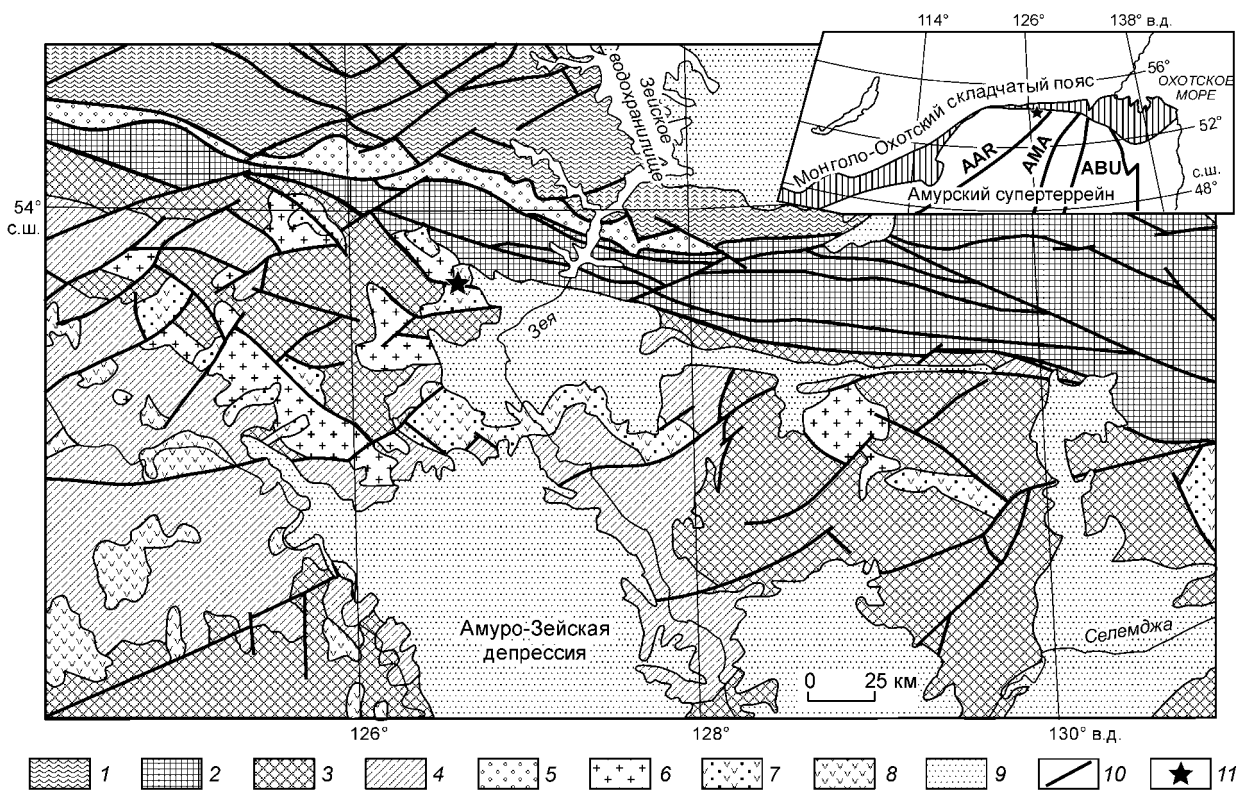 114° 126° 138° в.д.
56°
ОХОТСКОЕ
МОРЕ
52°
с.ш.
48°
Монголо-Охотский складчатый пояс
AAR
AMA
ABU
Амурский супертеррейн
Зейское
водохранилище
54°
с.ш.
Зея
Амуро-Зейская
депрессия
Селемджа
0 25 км
126° 128° 130° в.д.
1 2 3 4 5 6 7 8 9 10 11